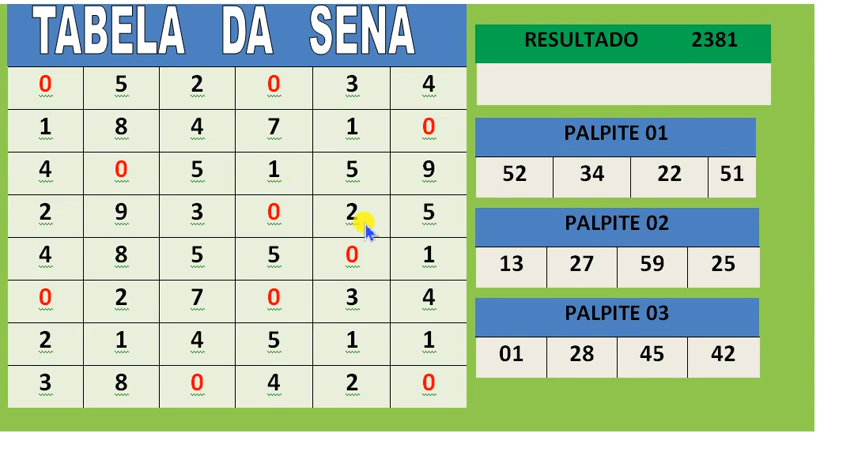 TABELA DA SENA
0 5 2 0 3 4
1 8 4 7 1 0
4 0 5 1 5 9
2 9 3 0 2 5
4 8 5 5 0 1
0 2 7 0 3 4
2 1 4 5 1 1
3 8 0 4 2 0
RESULTADO 2381
PALPITE 01
52 34 22 51
PALPITE 02
13 27 59 25
PALPITE 03
01 28 45 42